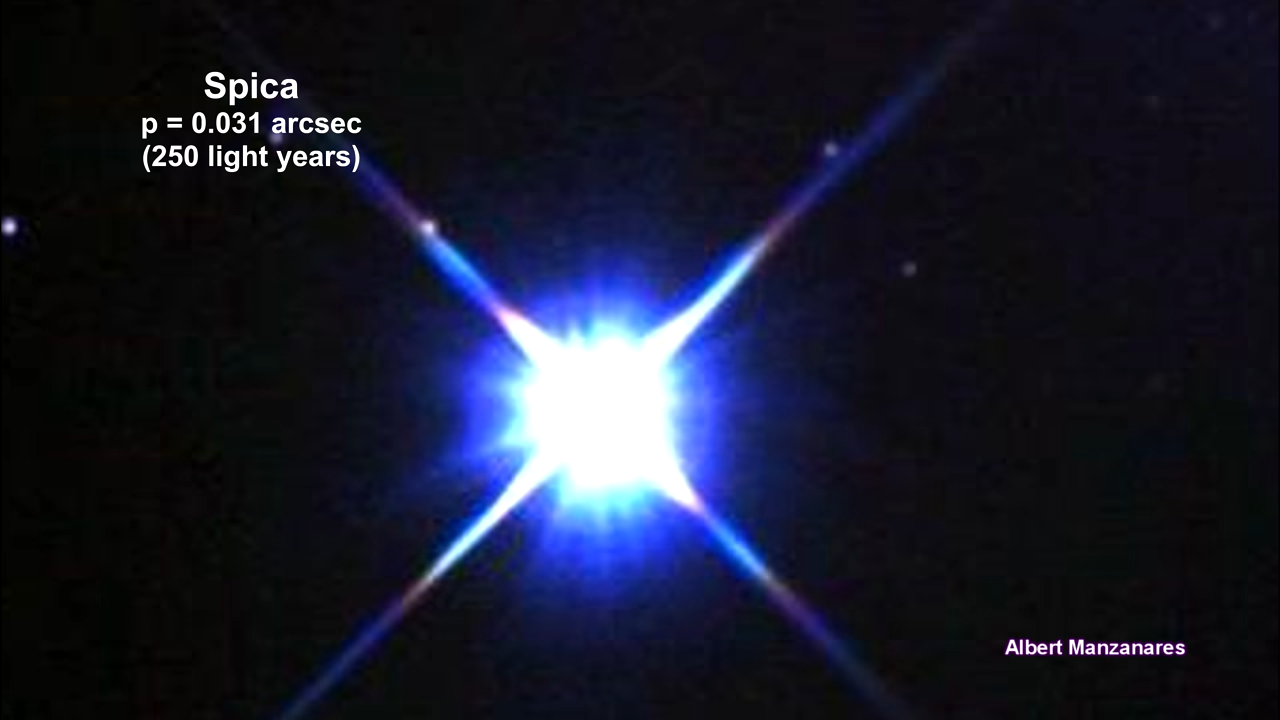 Spica
p = 0.031 arcsec
(250 light years)
Albert Manzanares